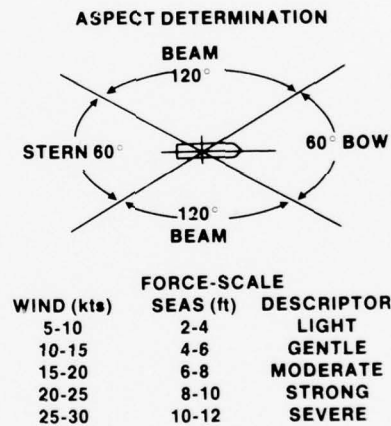 ASPECT DETERMINATION
BEAM
120°
STERN 60°
60° BOW
120°
BEAM
FORCE-SCALE
WIND (kts) SEAS (ft) DESCRIPTOR
5-10 2-4 LIGHT
10-15 4-6 GENTLE
15-20 6-8 MODERATE
20-25 8-10 STRONG
25-30 10-12 SEVERE